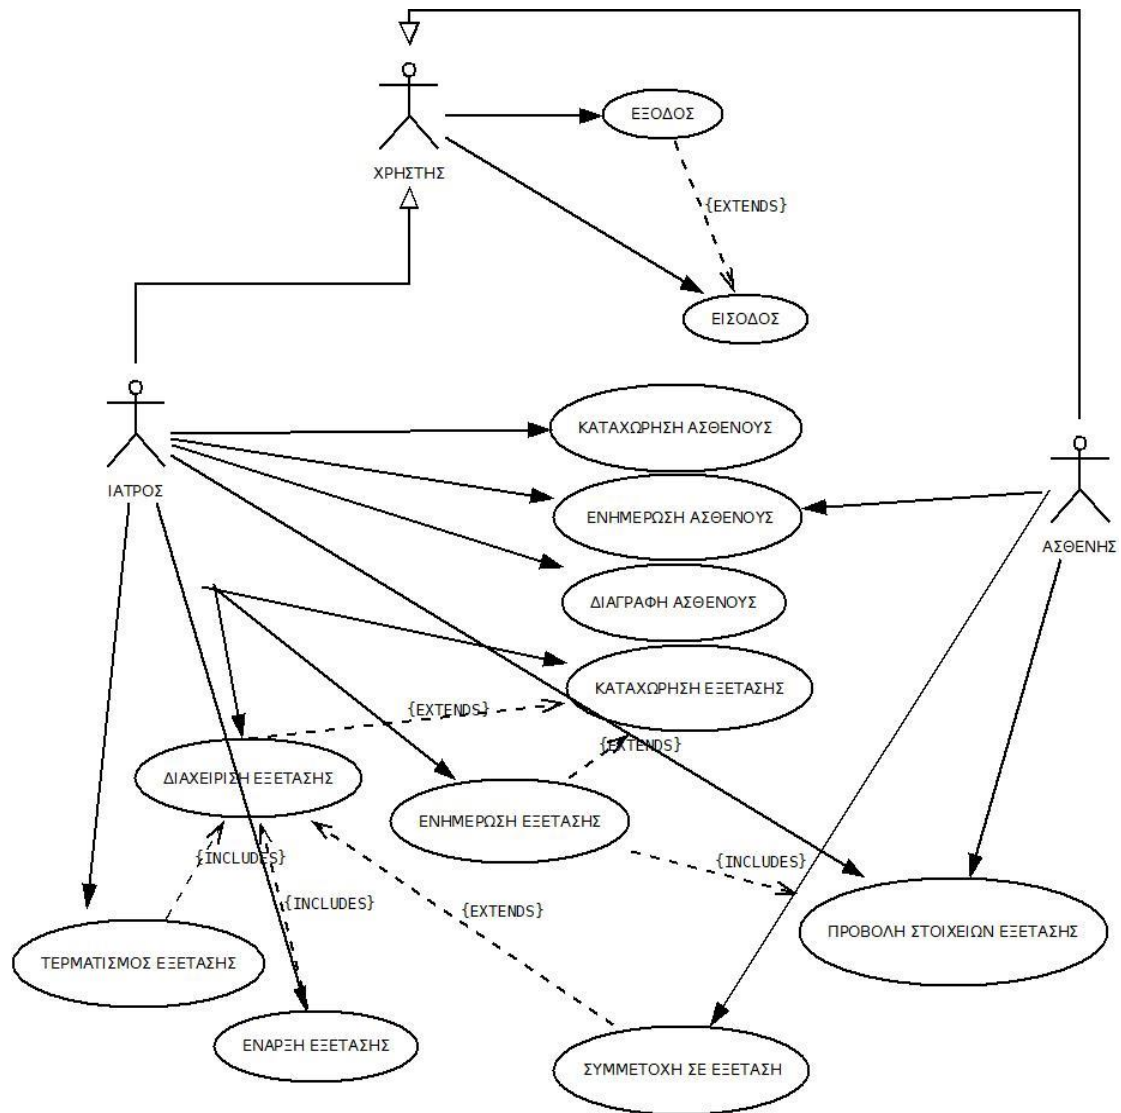 ΕΞΟΔΟΣ
ΧΡΗΣΤΗΣ
{EXTENDS}
ΕΙΣΟΔΟΣ
ΚΑΤΑΧΩΡΗΣΗ ΑΣΘΕΝΟΥΣ
ΙΑΤΡΟΣ
ΕΝΗΜΕΡΩΣΗ ΑΣΘΕΝΟΥΣ
ΑΣΘΕΝΗΣ
ΔΙΑΓΡΑΦΗ ΑΣΘΕΝΟΥΣ
ΚΑΤΑΧΩΡΗΣΗ ΕΞΕΤΑΣΗΣ
{EXTENDS}
{EXTENDS}
ΔΙΑΧΕΙΡΙΣΗ ΕΞΕΤΑΣΗΣ
ΕΝΗΜΕΡΩΣΗ ΕΞΕΤΑΣΗΣ
{INCLUDES}
{INCLUDES}
{INCLUDES}
{EXTENDS}
ΠΡΟΒΟΛΗ ΣΤΟΙΧΕΙΩΝ ΕΞΕΤΑΣΗΣ
ΤΕΡΜΑΤΙΣΜΟΣ ΕΞΕΤΑΣΗΣ
ΕΝΑΡΞΗ ΕΞΕΤΑΣΗΣ
ΣΥΜΜΕΤΟΧΗ ΣΕ ΕΞΕΤΑΣΗ